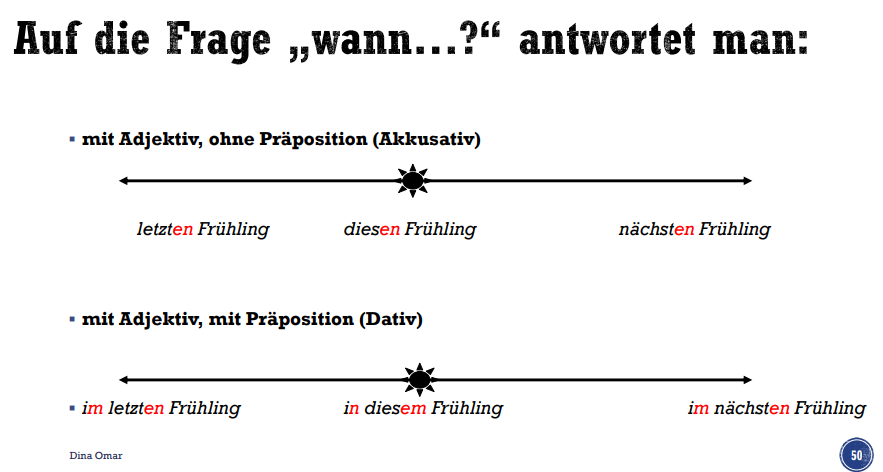 Auf die Frage „wann...?“ antwortet man:
▪ mit Adjektiv, ohne Präposition (Akkusativ)
letzten Frühling diesen Frühling nächsten Frühling
▪ mit Adjektiv, mit Präposition (Dativ)
▪ im letzten Frühling in diesem Frühling im nächsten Frühling
Dina Omar 50